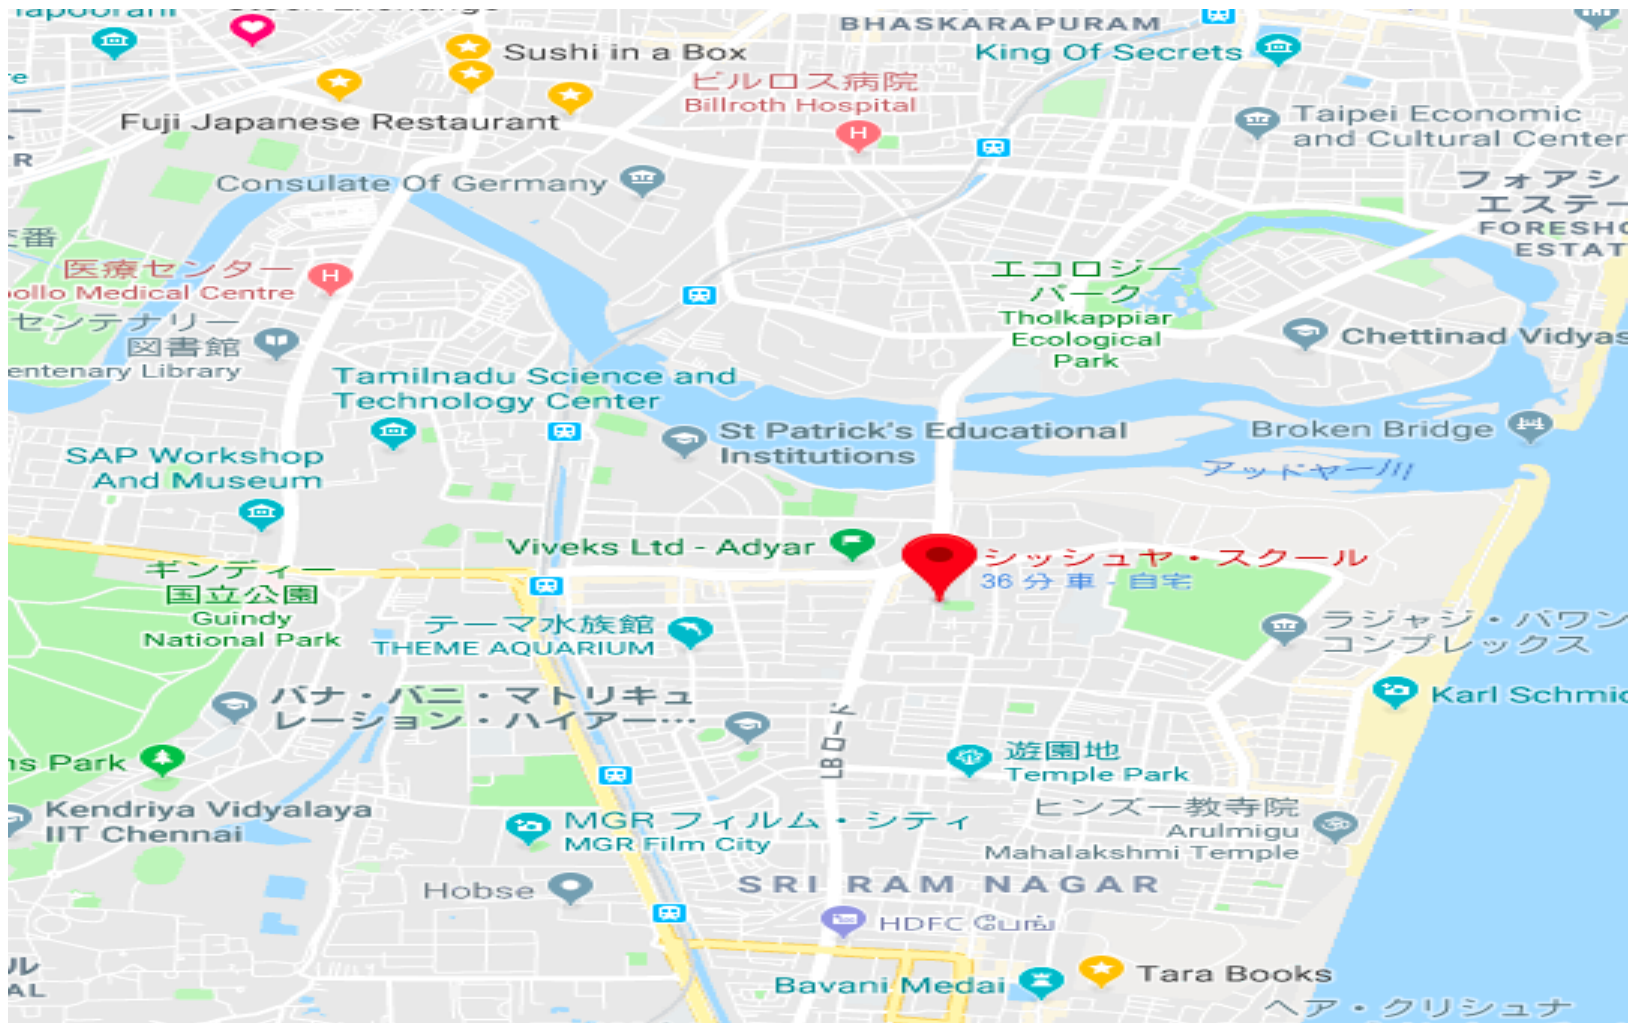 BHASKARAPURAM
Sushi in a Box
King Of Secrets
ビルロス病院
Billroth Hospital
Fuji Japanese Restaurant
Taipei Economic
and Cultural Center
Consulate Of Germany
フォアシ
エステー
FORESHO
ESTAT
交番
医療センター
ollo Medical Centre
エコロジー
パーク
Tholkappiar
Ecological
Park
センテナリー
図書館
entenary Library
Chettinad Vidyas
Tamilnadu Science and
Technology Center
St Patrick's Educational
Institutions
Broken Bridge
アッドヤー川
SAP Workshop
And Museum
Viveks Ltd - Adyar
シッシュヤ・スクール
36 分 車 - 自宅
ギンディー
国立公園
Guindy
National Park
テーマ水族館
THEME AQUARIUM
ラジャジ・バワン
コンプレックス
バナ・バニ・マトリキュ
レーション・ハイアー…
Karl Schmid
LBロード
遊園地
Temple Park
ns Park
Kendriya Vidyalaya
IIT Chennai
MGR フィルム・シティ
MGR Film City
ヒンズー教寺院
Arulmigu
Mahalakshmi Temple
Hobse
SRI RAM NAGAR
HDFC பேங்
Bavani Medai
Tara Books
ヘア・クリシュナ
ル
AL